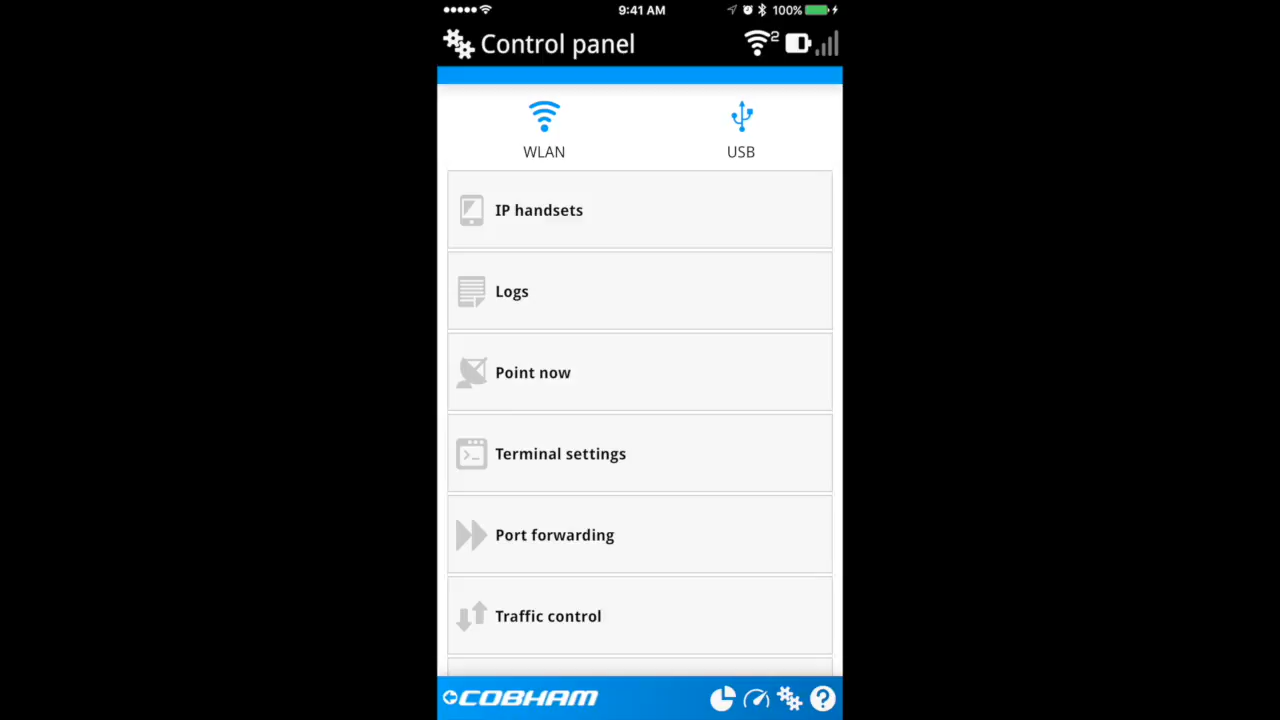 9:41 AM 100%
Control panel 2
WLAN USB
IP handsets
Logs
Point now
Terminal settings
Port forwarding
Traffic control
COBHAM ?